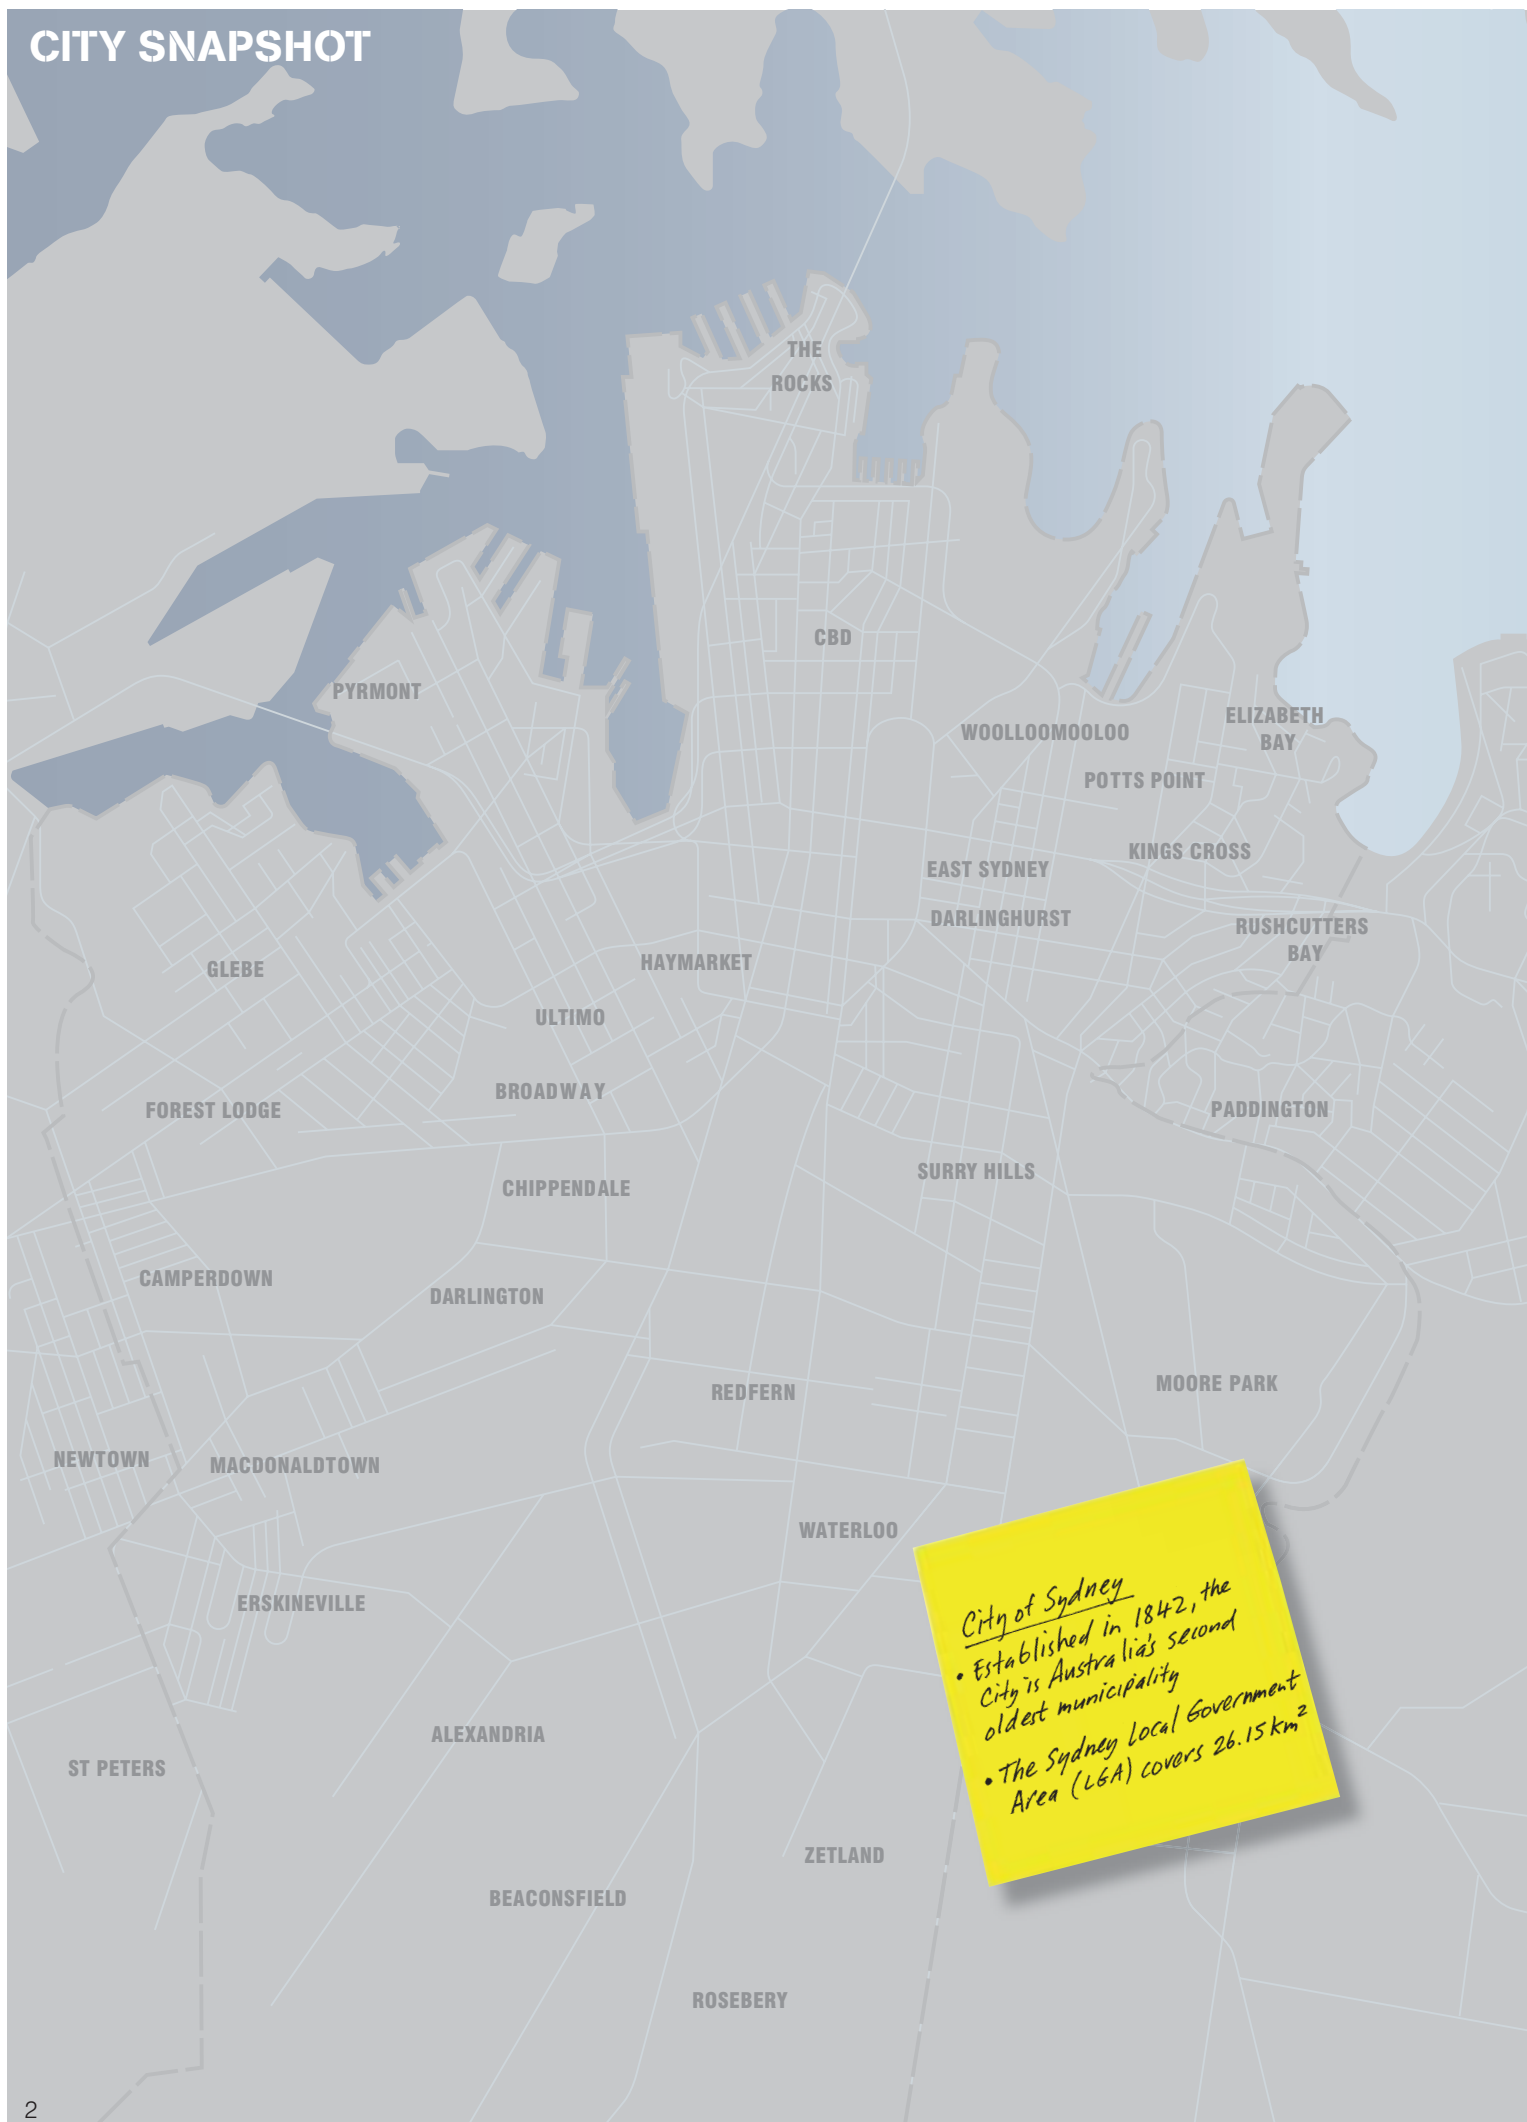 CITY SNAPSHOT
THE
ROCKS
CBD
PYRMONT
ELIZABETH
BAY
WOOLLOOMOOLOO
POTTS POINT
KINGS CROSS
EAST SYDNEY
DARLINGHURST
RUSHCUTTERS
BAY
HAYMARKET
GLEBE
ULTIMO
BROADWAY
FOREST LODGE
PADDINGTON
SURRY HILLS
CHIPPENDALE
CAMPERDOWN
DARLINGTON
MOORE PARK
REDFERN
NEWTOWN
MACDONALDTOWN
WATERLOO
ERSKINEVILLE
City of Sydney
• Established in 1842, the
City is Australia's second
oldest municipality
• The Sydney Local Government
Area (LGA) covers 26.15 km²
ALEXANDRIA
ST PETERS
ZETLAND
BEACONSFIELD
ROSEBERY
2